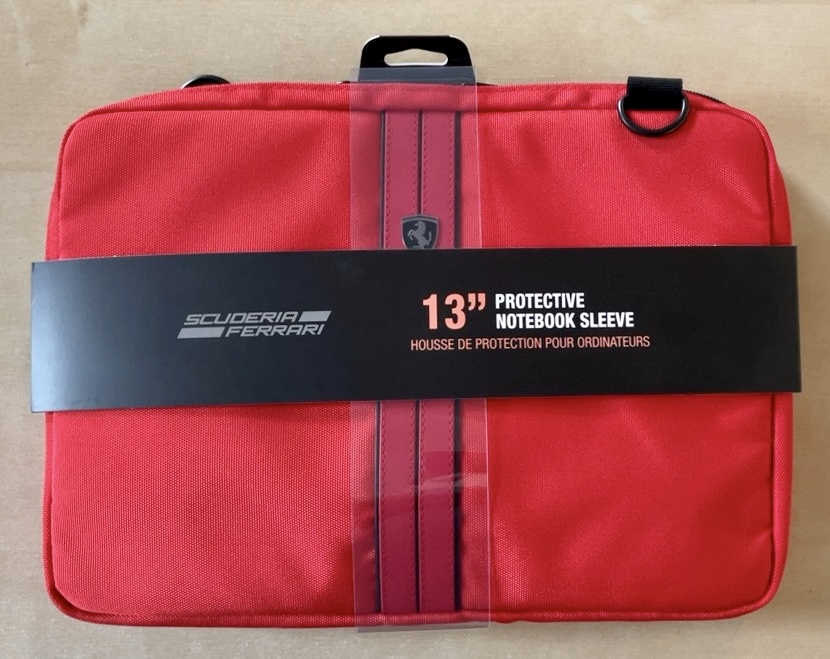 SCUDERIA
FERRARI
13” PROTECTIVE
NOTEBOOK SLEEVE
HOUSSE DE PROTECTION POUR ORDINATEURS